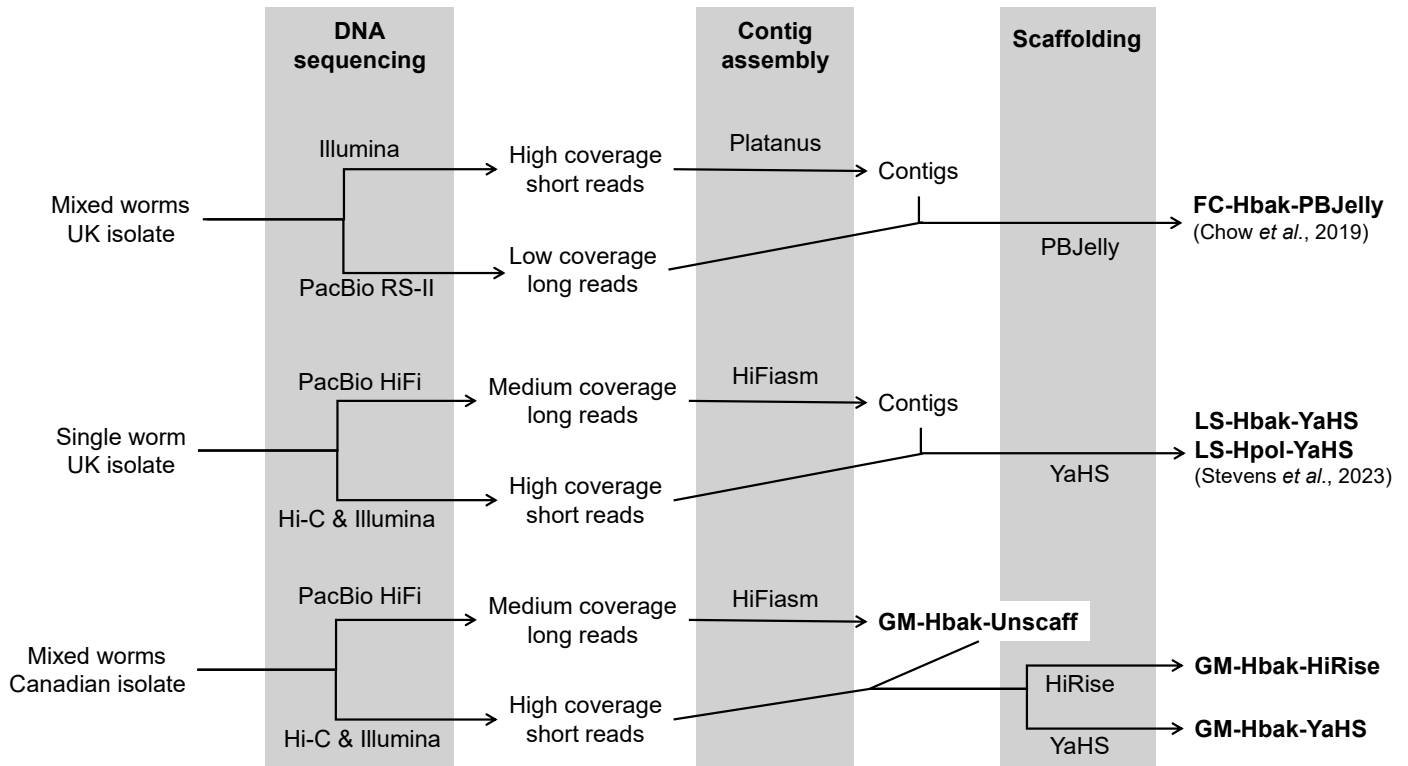 DNA
sequencing
Contig
assembly
Scaffolding
Illumina
High coverage
short reads
Platanus
Contigs
Mixed worms
UK isolate
FC-Hbak-PBJelly
(Chow et al., 2019)
Low coverage
long reads
PBJelly
PacBio RS-II
PacBio HiFi
Medium coverage
long reads
HiFiasm
Contigs
Single worm
UK isolate
LS-Hbak-YaHS
LS-Hpol-YaHS
(Stevens et al., 2023)
YaHS
High coverage
short reads
Hi-C & Illumina
PacBio HiFi
Medium coverage
long reads
HiFiasm
GM-Hbak-Unscaff
Mixed worms
Canadian isolate
GM-Hbak-HiRise
HiRise
High coverage
short reads
Hi-C & Illumina
GM-Hbak-YaHS
YaHS